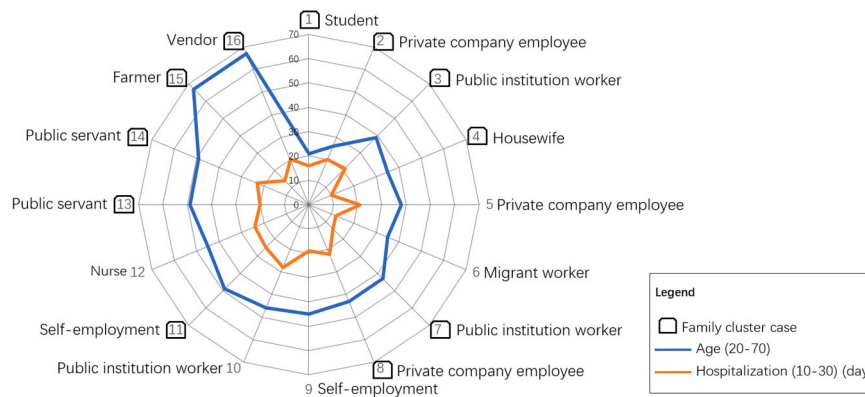 1 Student
2 Private company employee
3 Public institution worker
4 Housewife
5 Private company employee
6 Migrant worker
7 Public institution worker
8 Private company employee
9 Self-employment
Public institution worker 10
Self-employment 11
Nurse 12
Public servant 13
Public servant 14
Farmer 15
Vendor 16
70
60
50
40
30
20
10
0
Legend
Family cluster case
Age (20-70)
Hospitalization (10-30) (day